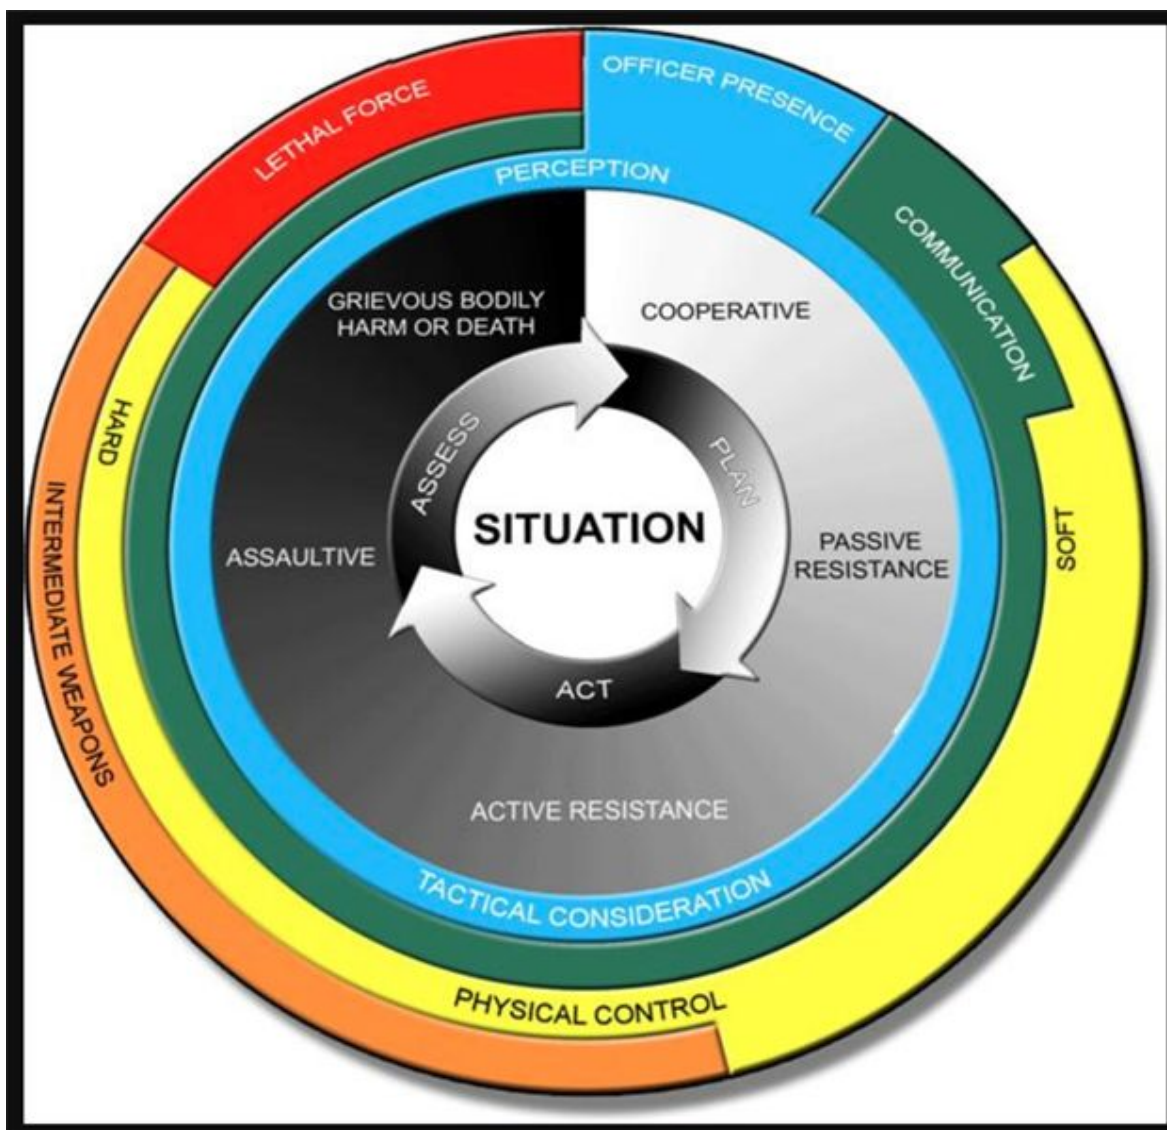 OFFICER PRESENCE
LETHAL FORCE
PERCEPTION
COMMUNICATION
GRIEVOUS BODILY
HARM OR DEATH
COOPERATIVE
HARD
ASSESS
PLAN
SITUATION
INTERMEDIATE WEAPONS
ASSAULTIVE
PASSIVE
RESISTANCE
SOFT
ACT
ACTIVE RESISTANCE
TACTICAL CONSIDERATION
PHYSICAL CONTROL